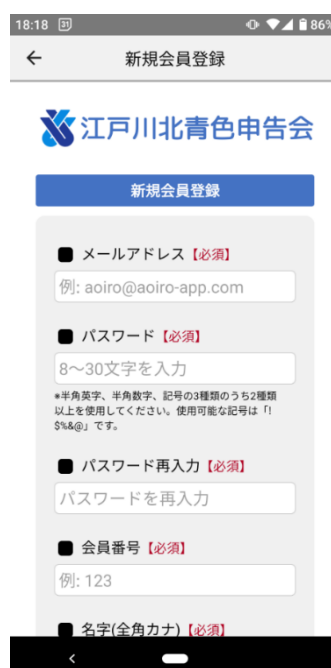 18:18 31 86%
新規会員登録
江戸川北青色申告会
新規会員登録
メールアドレス【必須】
例: aoiro@aoiro-app.com
パスワード【必須】
8〜30文字を入力
*半角英字、半角数字、記号の3種類のうち2種類
以上を使用してください。使用可能な記号は「!
$%&@」です。
パスワード再入力【必須】
パスワードを再入力
会員番号【必須】
例: 123
名字(全角カナ)【必須】